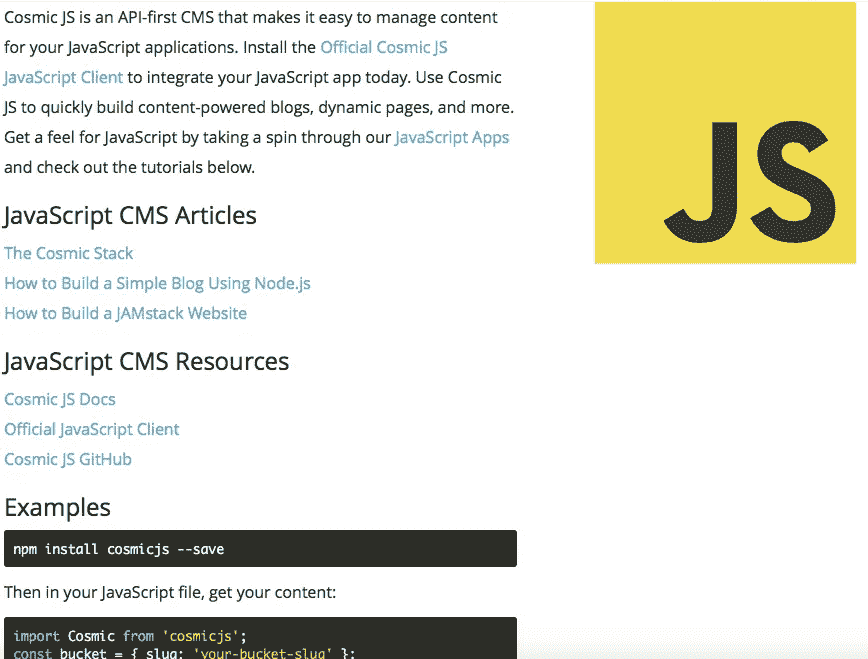 Cosmic JS is an API-first CMS that makes it easy to manage content
for your JavaScript applications. Install the Official Cosmic JS
JavaScript Client to integrate your JavaScript app today. Use Cosmic
JS to quickly build content-powered blogs, dynamic pages, and more.
Get a feel for JavaScript by taking a spin through our JavaScript Apps
and check out the tutorials below.
JS
JavaScript CMS Articles
The Cosmic Stack
How to Build a Simple Blog Using Node.js
How to Build a JAMstack Website
JavaScript CMS Resources
Cosmic JS Docs
Official JavaScript Client
Cosmic JS GitHub
Examples
npm install cosmicjs --save
Then in your JavaScript file, get your content:
import Cosmic from 'cosmicjs';
const bucket = { slug: 'your-bucket-slug' };